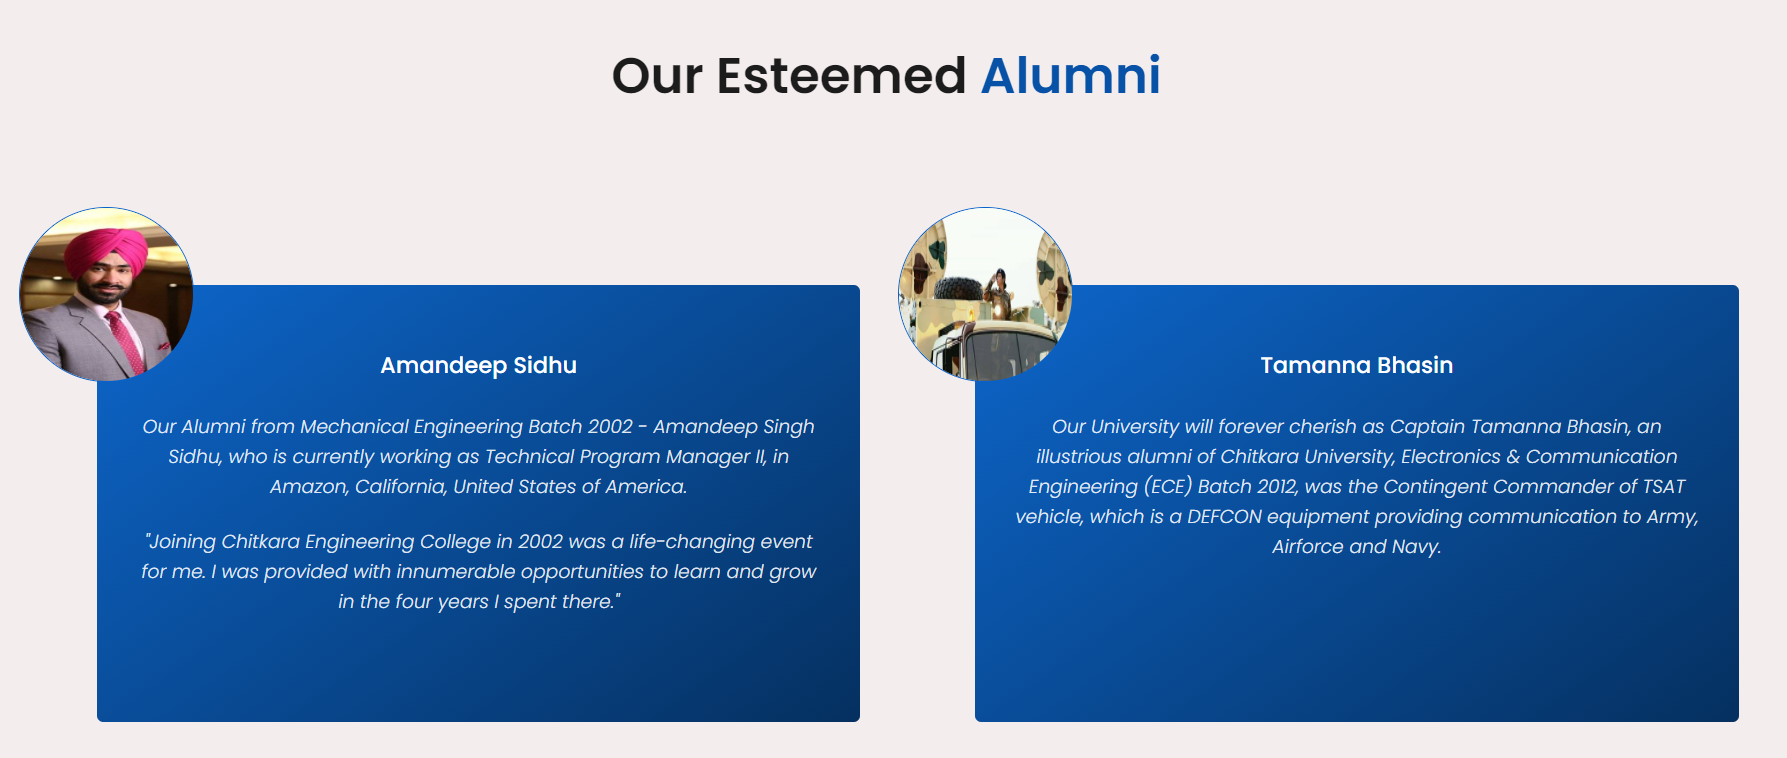 Our Esteemed Alumni
Amandeep Sidhu
Our Alumni from Mechanical Engineering Batch 2002 - Amandeep Singh
Sidhu, who is currently working as Technical Program Manager II, in
Amazon, California, United States of America.
"Joining Chitkara Engineering College in 2002 was a life-changing event
for me. I was provided with innumerable opportunities to learn and grow
in the four years I spent there."
Tamanna Bhasin
Our University will forever cherish as Captain Tamanna Bhasin, an
illustrious alumni of Chitkara University, Electronics & Communication
Engineering (ECE) Batch 2012, was the Contingent Commander of TSAT
vehicle, which is a DEFCON equipment providing communication to Army,
Airforce and Navy.